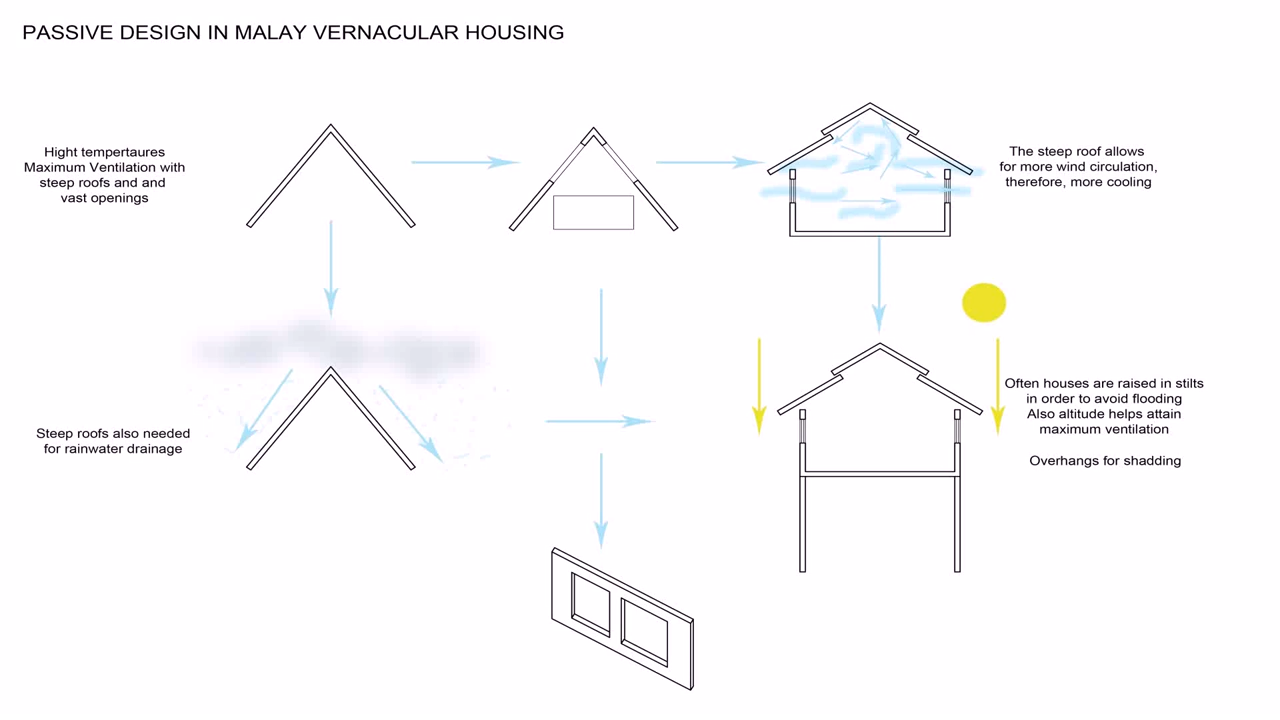 PASSIVE DESIGN IN MALAY VERNACULAR HOUSING
Hight tempertaures
Maximum Ventilation with
steep roofs and and
vast openings
The steep roof allows
for more wind circulation,
therefore, more cooling
Steep roofs also needed
for rainwater drainage
Often houses are raised in stilts
in order to avoid flooding
Also altitude helps attain
maximum ventilation
Overhangs for shadding